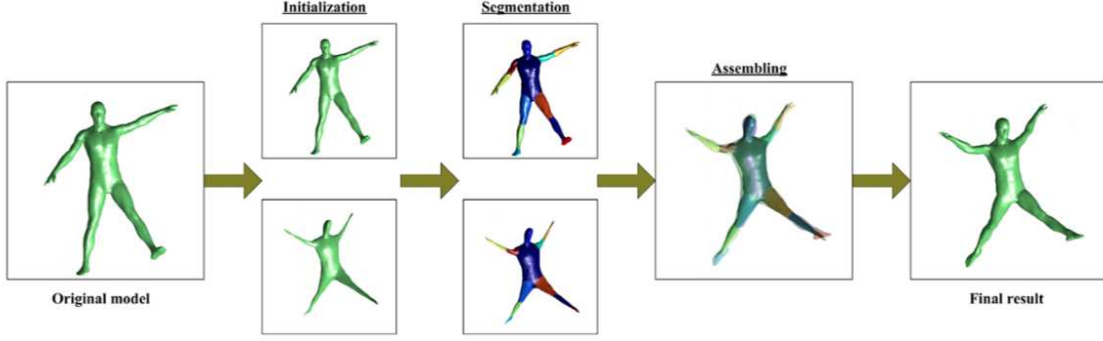 Initialization
Segmentation
Assembling
Original model
Final result